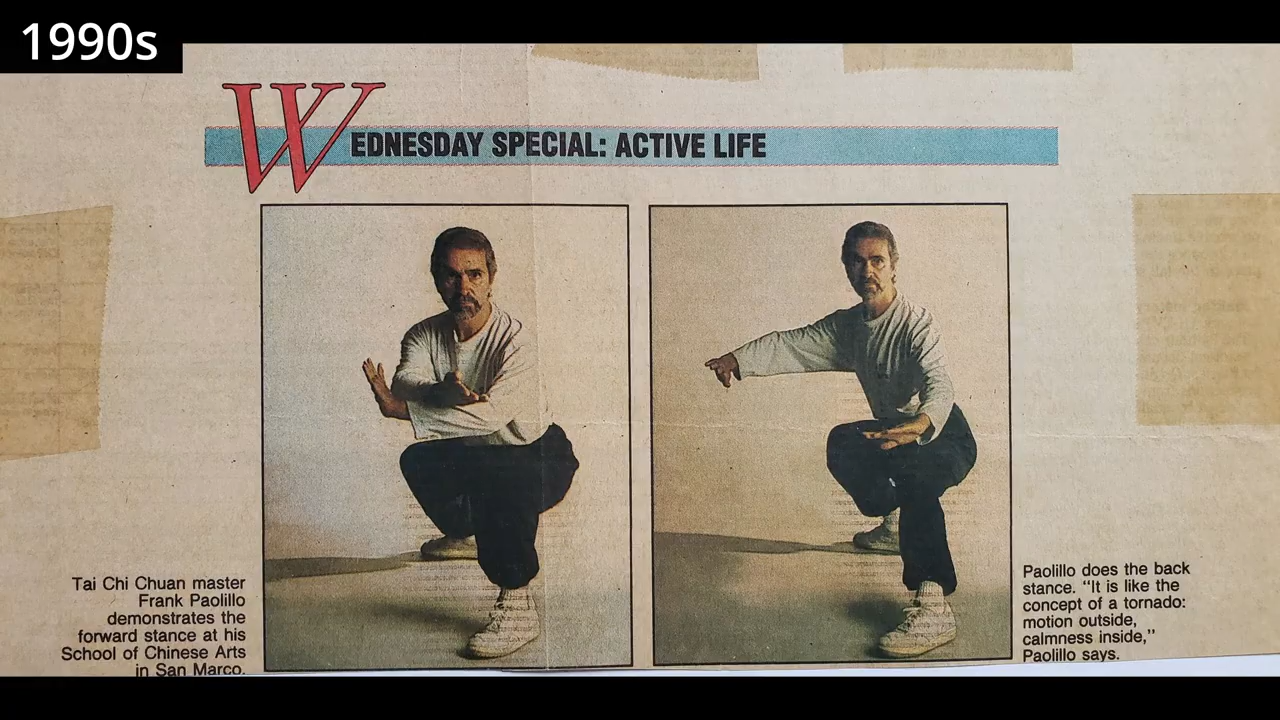 1990s
WEDNESDAY SPECIAL: ACTIVE LIFE
Tai Chi Chuan master
Frank Paolillo
demonstrates the
forward stance at his
School of Chinese Arts
in San Marco.
Paolillo does the back
stance. “It is like the
concept of a tornado:
motion outside,
calmness inside,”
Paolillo says.